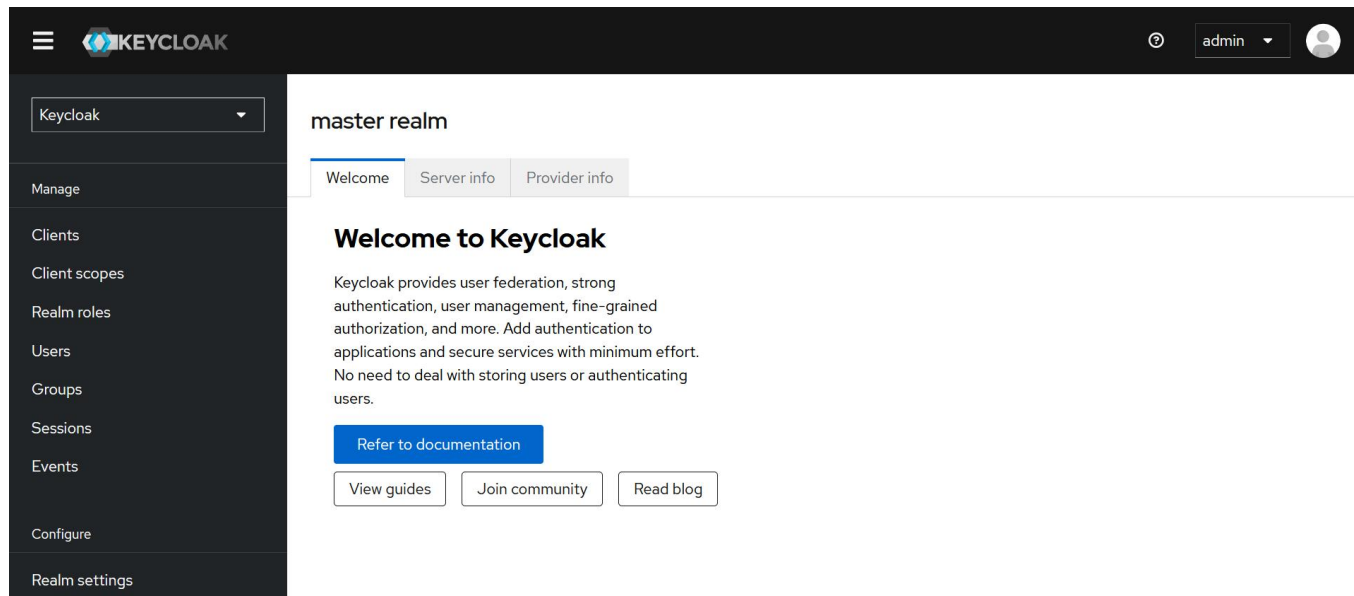 KEYCLOAK
admin
Keycloak
master realm
Manage
Welcome
Server info
Provider info
Clients
Client scopes
Realm roles
Users
Groups
Sessions
Events
Configure
Realm settings
Welcome to Keycloak
Keycloak provides user federation, strong
authentication, user management, fine-grained
authorization, and more. Add authentication to
applications and secure services with minimum effort.
No need to deal with storing users or authenticating
users.
Refer to documentation
View guides
Join community
Read blog